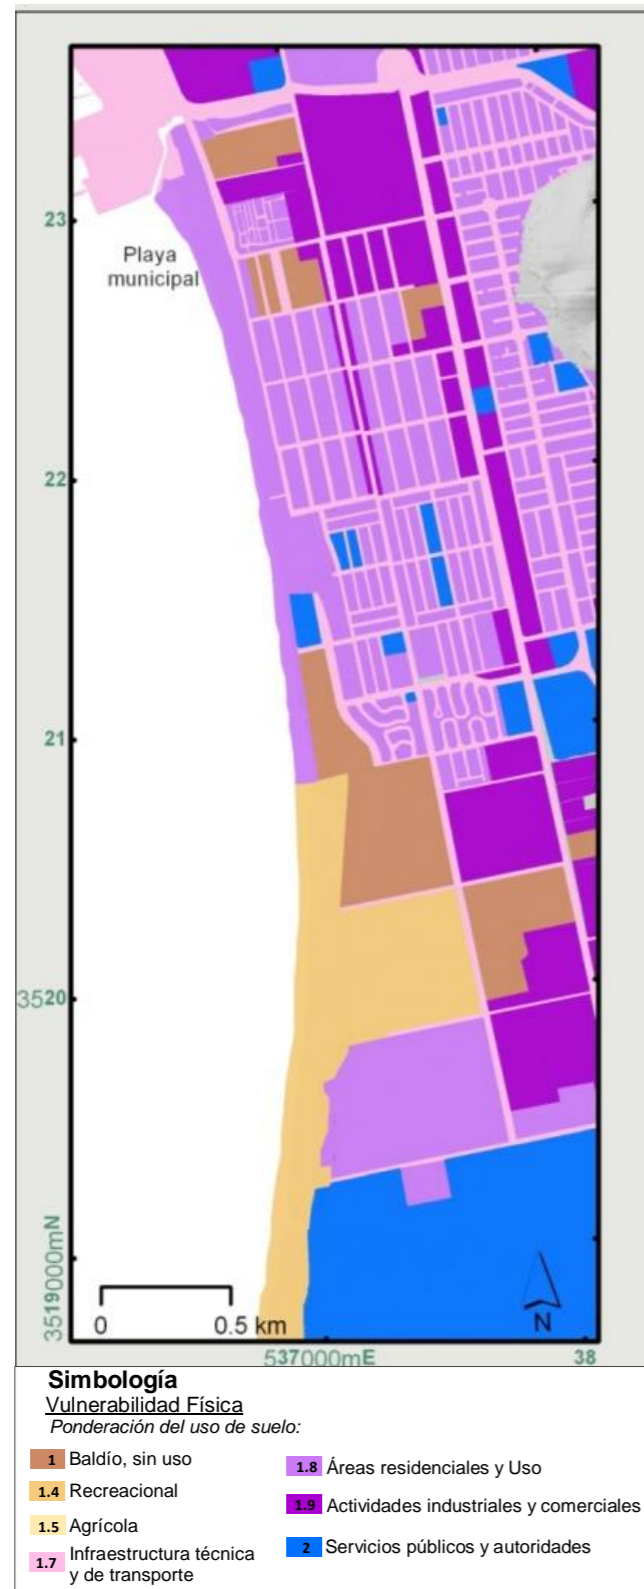 23
Playa
municipal
22
21
3520
3519000mN
0 0.5 km
N
537000mE 38
Simbología
Vulnerabilidad Física
Ponderación del uso de suelo:
1 Baldío, sin uso
1.4 Recreacional
1.5 Agrícola
1.7 Infraestructura técnica
y de transporte
1.8 Áreas residenciales y Uso
1.9 Actividades industriales y comerciales
2 Servicios públicos y autoridades